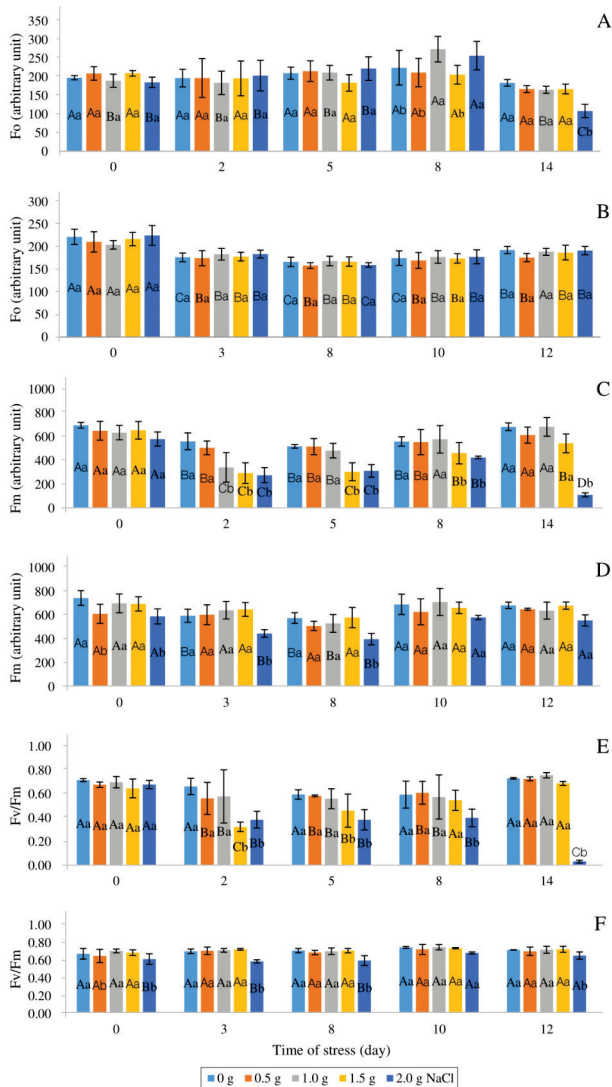 A
Fo (arbitrary unit)
350
300
250
200
150
100
50
0
Aa Aa Ba Aa Ba Aa Aa Ba Aa Ba Aa Aa Ba Aa Ba Ab Ab Aa Ab Aa Aa Aa Ba Aa Cb
0 2 5 8 14
B
Fo (arbitrary unit)
300
250
200
150
100
50
0
Aa Aa Aa Aa Aa Ca Ba Ba Ba Ba Ca Ba Ba Ba Ca Ca Ba Ba Ba Ba Ba Ba Aa Ba Ba
0 3 8 10 12
C
Fm (arbitrary unit)
1000
800
600
400
200
0
Aa Aa Aa Aa Aa Ba Ba Cb Cb Cb Ba Ba Ba Cb Cb Ba Ba Aa Bb Bb Aa Aa Aa Ba Db
0 2 5 8 14
D
Fm (arbitrary unit)
1000
800
600
400
200
0
Aa Ab Aa Aa Ab Ba Aa Aa Aa Bb Ba Aa Ba Aa Bb Aa Aa Aa Aa Aa Aa Aa Aa Aa Aa
0 3 8 10 12
E
Fv/Fm
1.00
0.80
0.60
0.40
0.20
0.00
Aa Aa Aa Aa Aa Aa Ba Ba Cb Bb Aa Ba Ba Bb Bb Aa Ba Ba Aa Bb Aa Aa Aa Aa Cb
0 2 5 8 14
F
Fv/Fm
1.00
0.80
0.60
0.40
0.20
0.00
Aa Ab Aa Aa Bb Aa Aa Aa Aa Bb Aa Aa Aa Aa Bb Aa Aa Aa Aa Aa Aa Aa Aa Aa Ab
0 3 8 10 12
Time of stress (day)
0 g 0.5 g 1.0 g 1.5 g 2.0 g NaCl